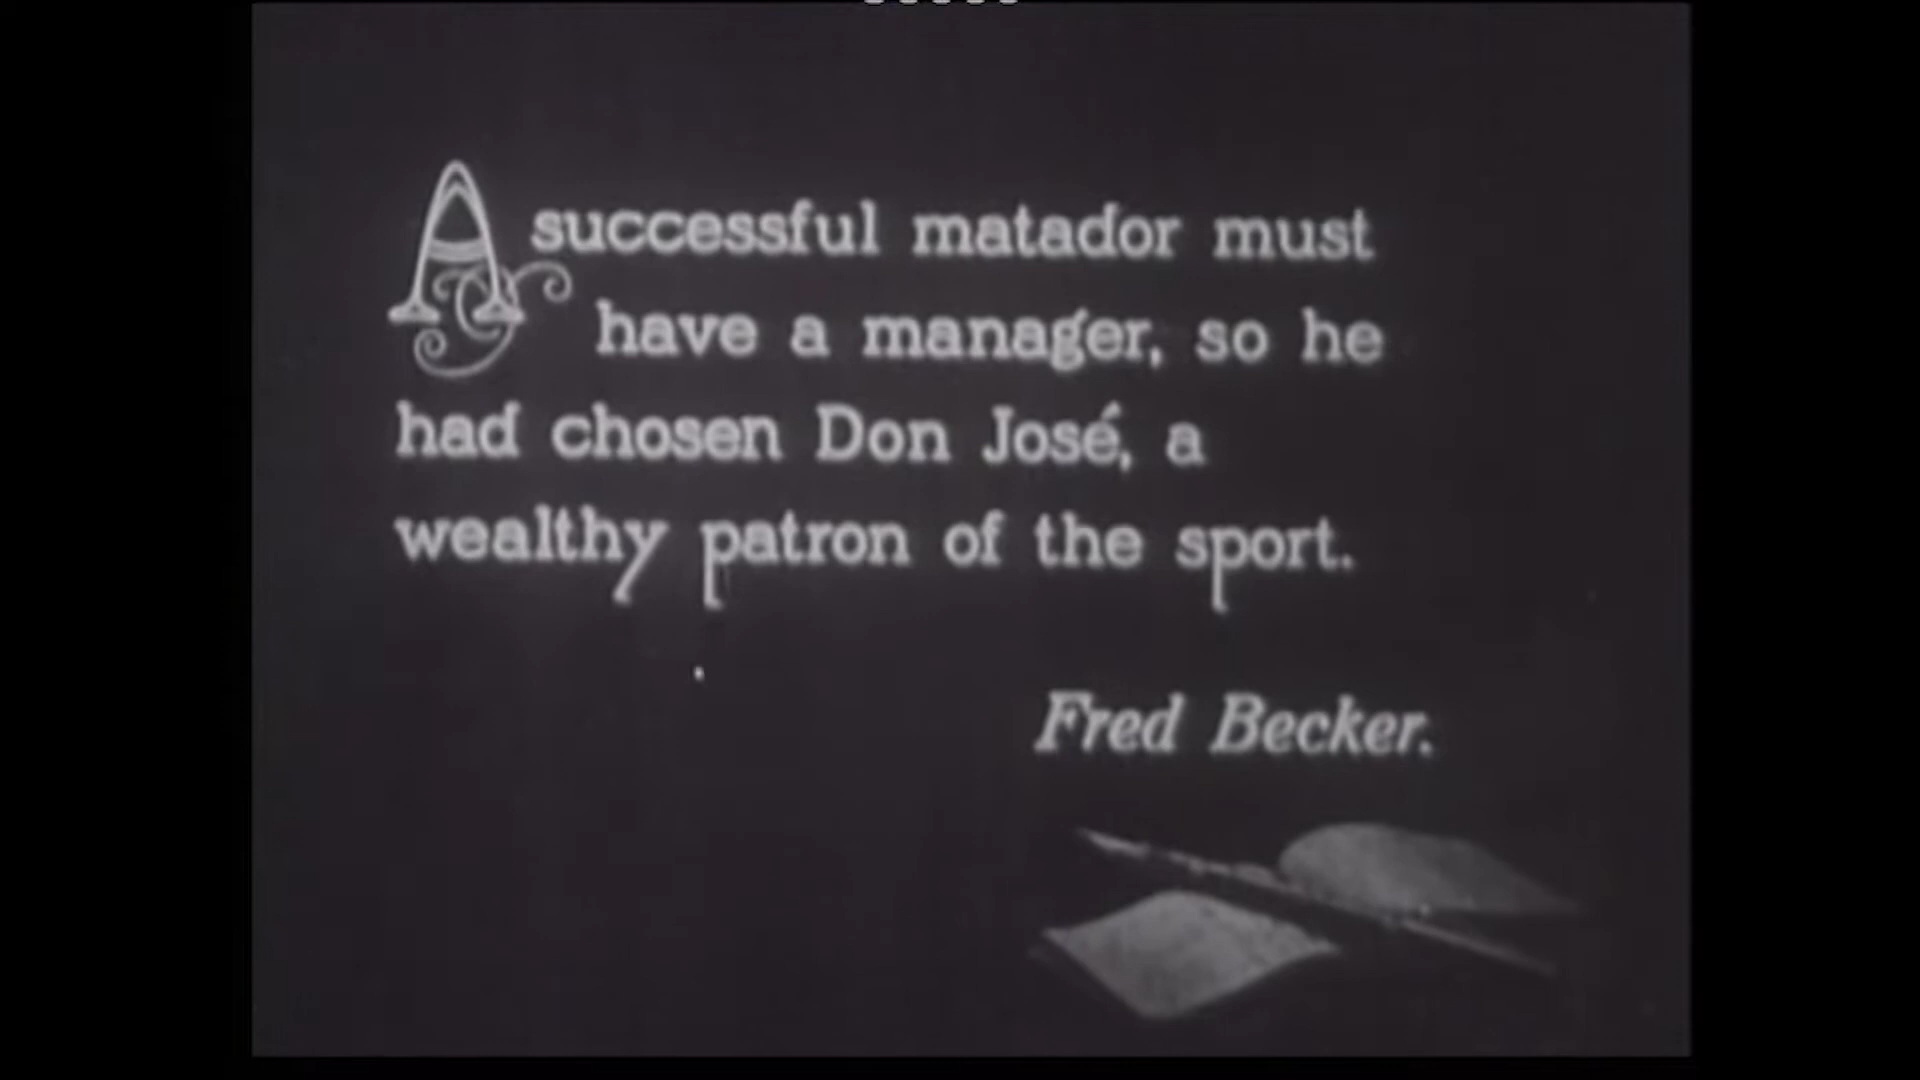 A successful matador must
have a manager, so he
had chosen Don José, a
wealthy patron of the sport.
Fred Becker.